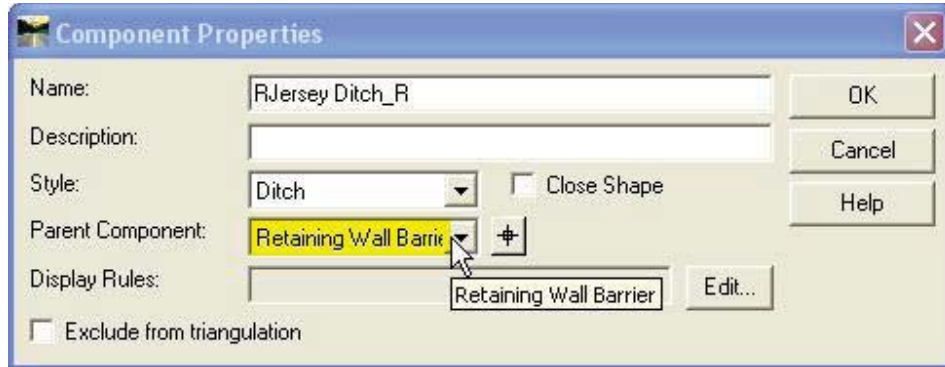 Component Properties
Name:
RJersey Ditch_R
OK
Description:
Cancel
Style:
Ditch
Close Shape
Help
Parent Component:
Retaining Wall Barrie
Display Rules:
Retaining Wall Barrier
Edit...
Exclude from triangulation